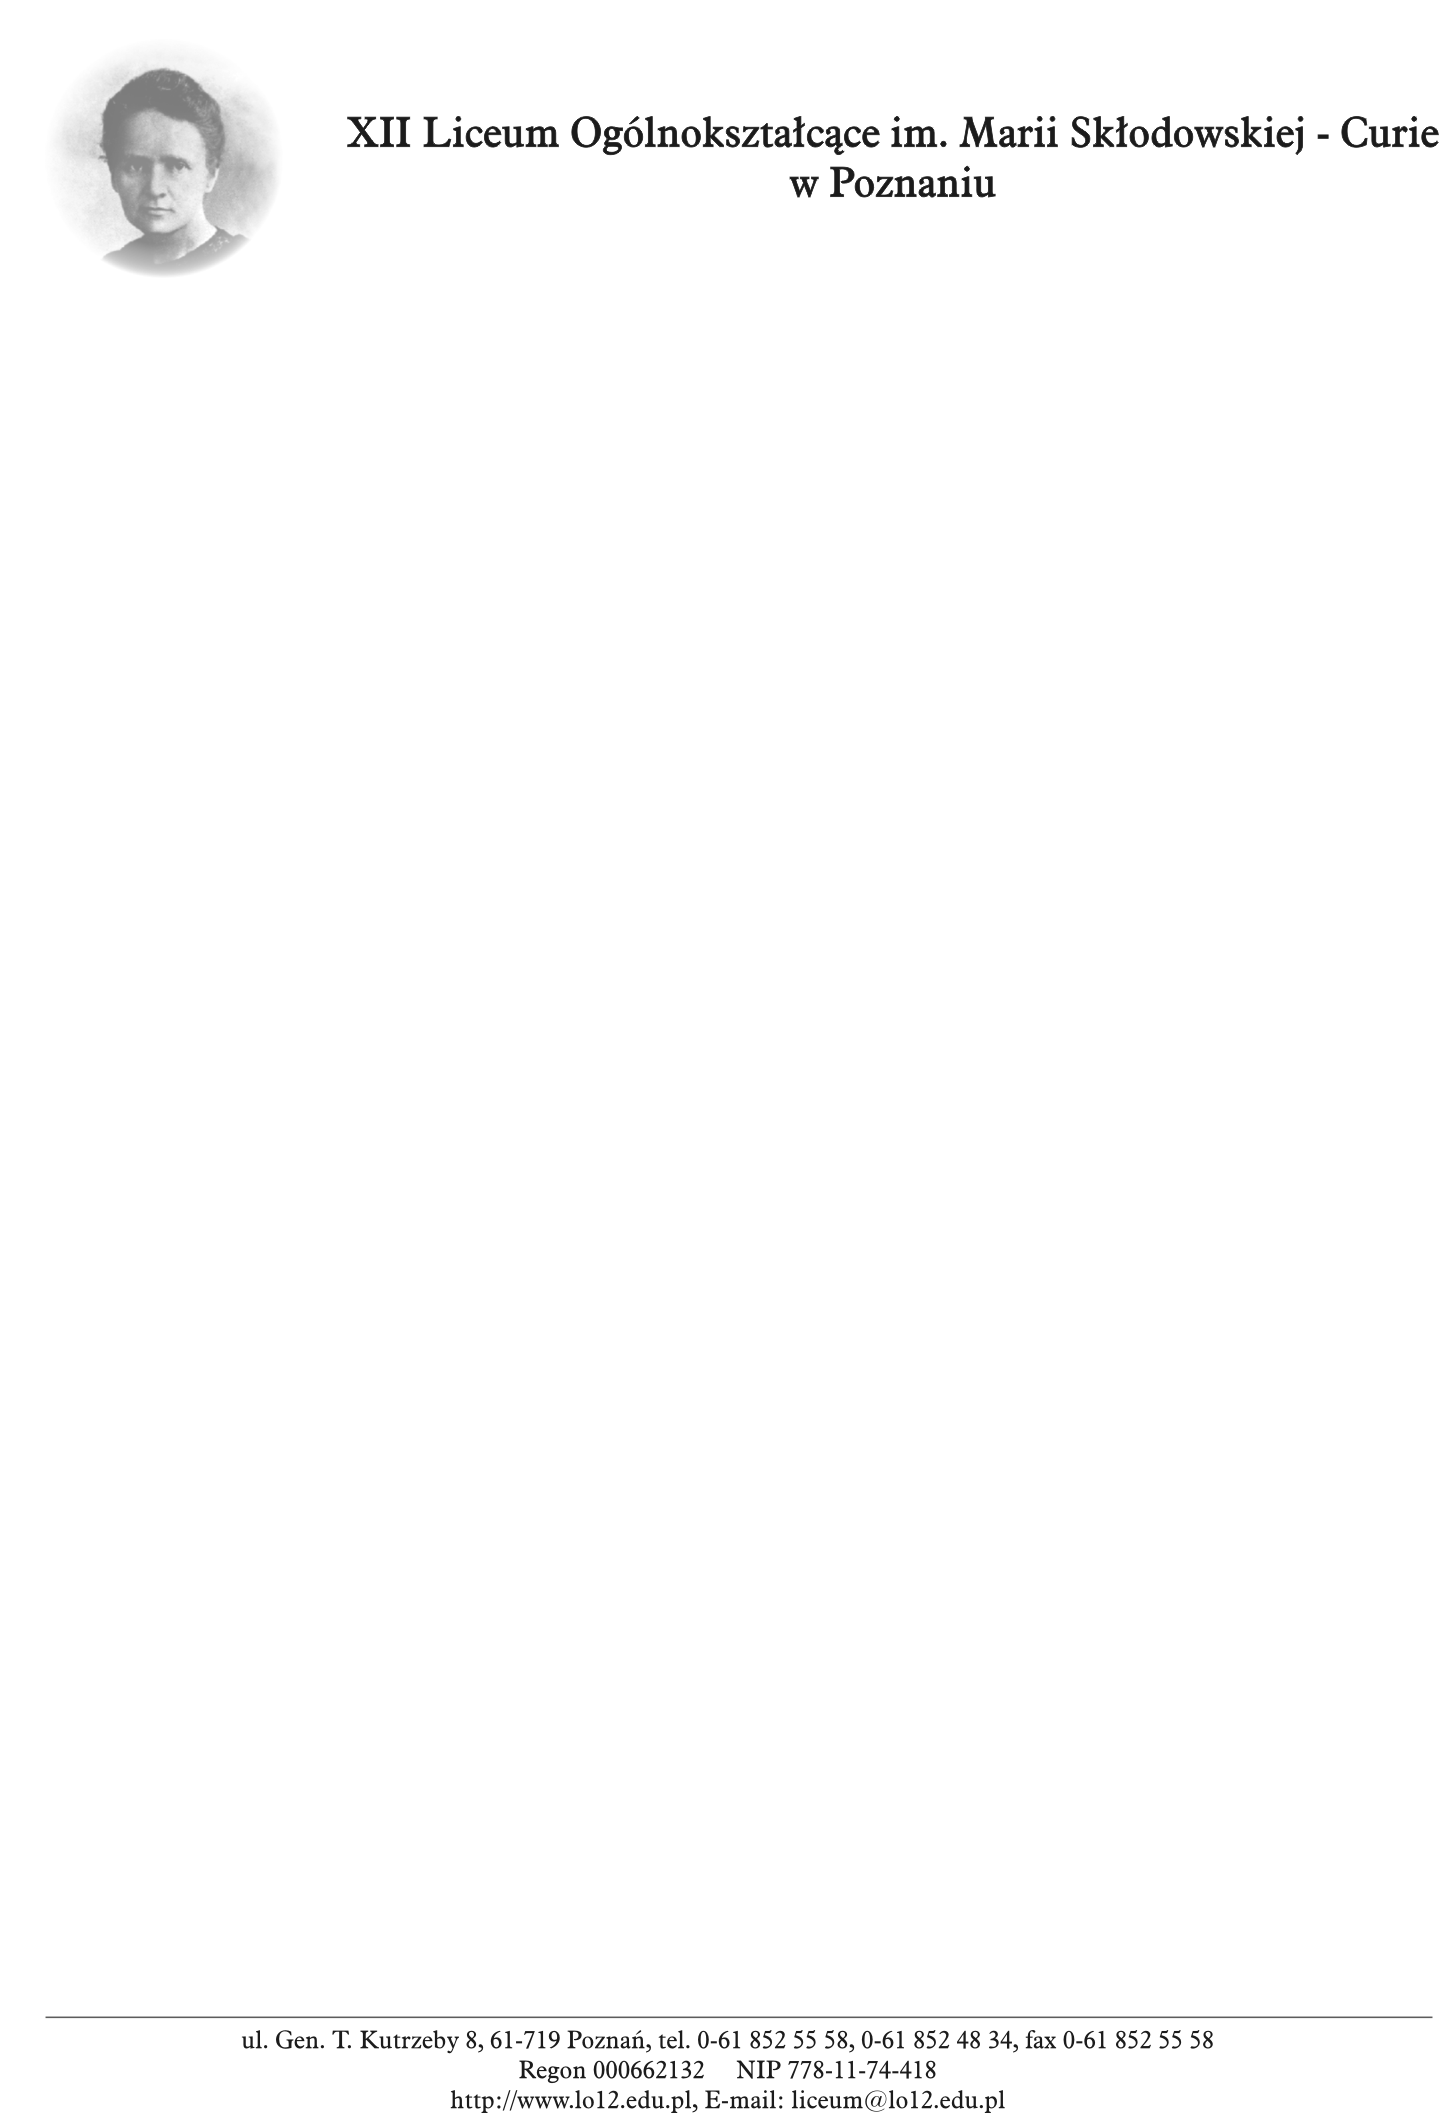 XII Liceum Ogólnokształcące im. Marii Skłodowskiej - Curie
w Poznaniu
ul. Gen. T. Kutrzeby 8, 61-719 Poznań, tel. 0-61 852 55 58, 0-61 852 48 34, fax 0-61 852 55 58
Regon 000662132 NIP 778-11-74-418
http://www.lo12.edu.pl, E-mail: liceum@lo12.edu.pl